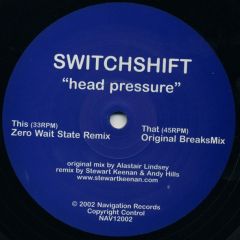 SWITCHSHIFT
“head pressure”
This (33RPM)
Zero Wait State Remix
That (45RPM)
Original BreaksMix
original mix by Alastair Lindsey
remix by Stewart Keenan & Andy Hills
www.stewartkeenan.com
© 2002 Navigation Records
Copyright Control
NAV12002